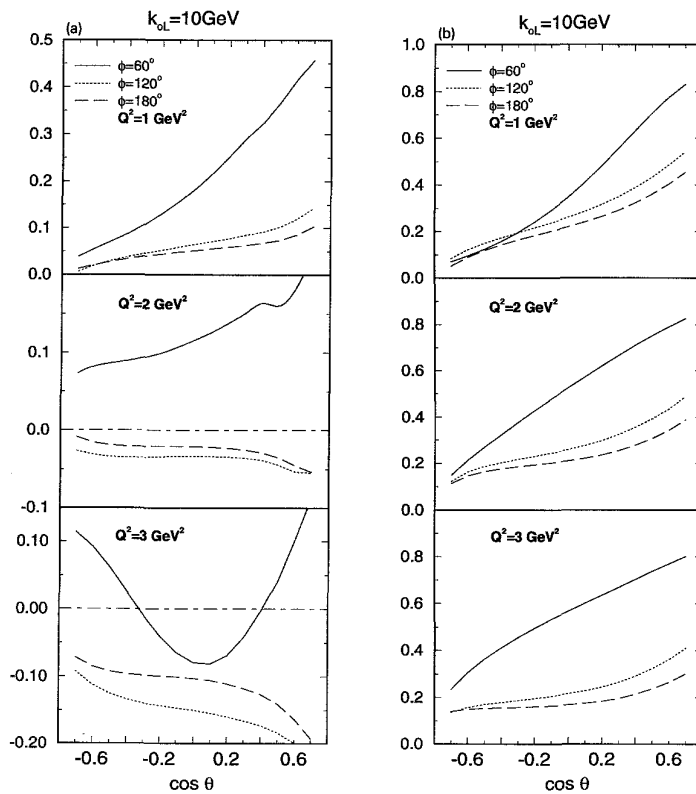 k₀L=10GeV
(a)
0.5
0.4
0.3
0.2
0.1
0.0
ϕ=60°
ϕ=120°
ϕ=180°
Q²=1 GeV²
0.1
0.0
-0.1
Q²=2 GeV²
0.10
0.00
-0.10
-0.20
Q²=3 GeV²
-0.6 -0.2 0.2 0.6
cos θ
k₀L=10GeV
(b)
1.0
0.8
0.6
0.4
0.2
0.0
ϕ=60°
ϕ=120°
ϕ=180°
Q²=1 GeV²
0.8
0.6
0.4
0.2
0.0
Q²=2 GeV²
0.8
0.6
0.4
0.2
0.0
Q²=3 GeV²
-0.6 -0.2 0.2 0.6
cos θ